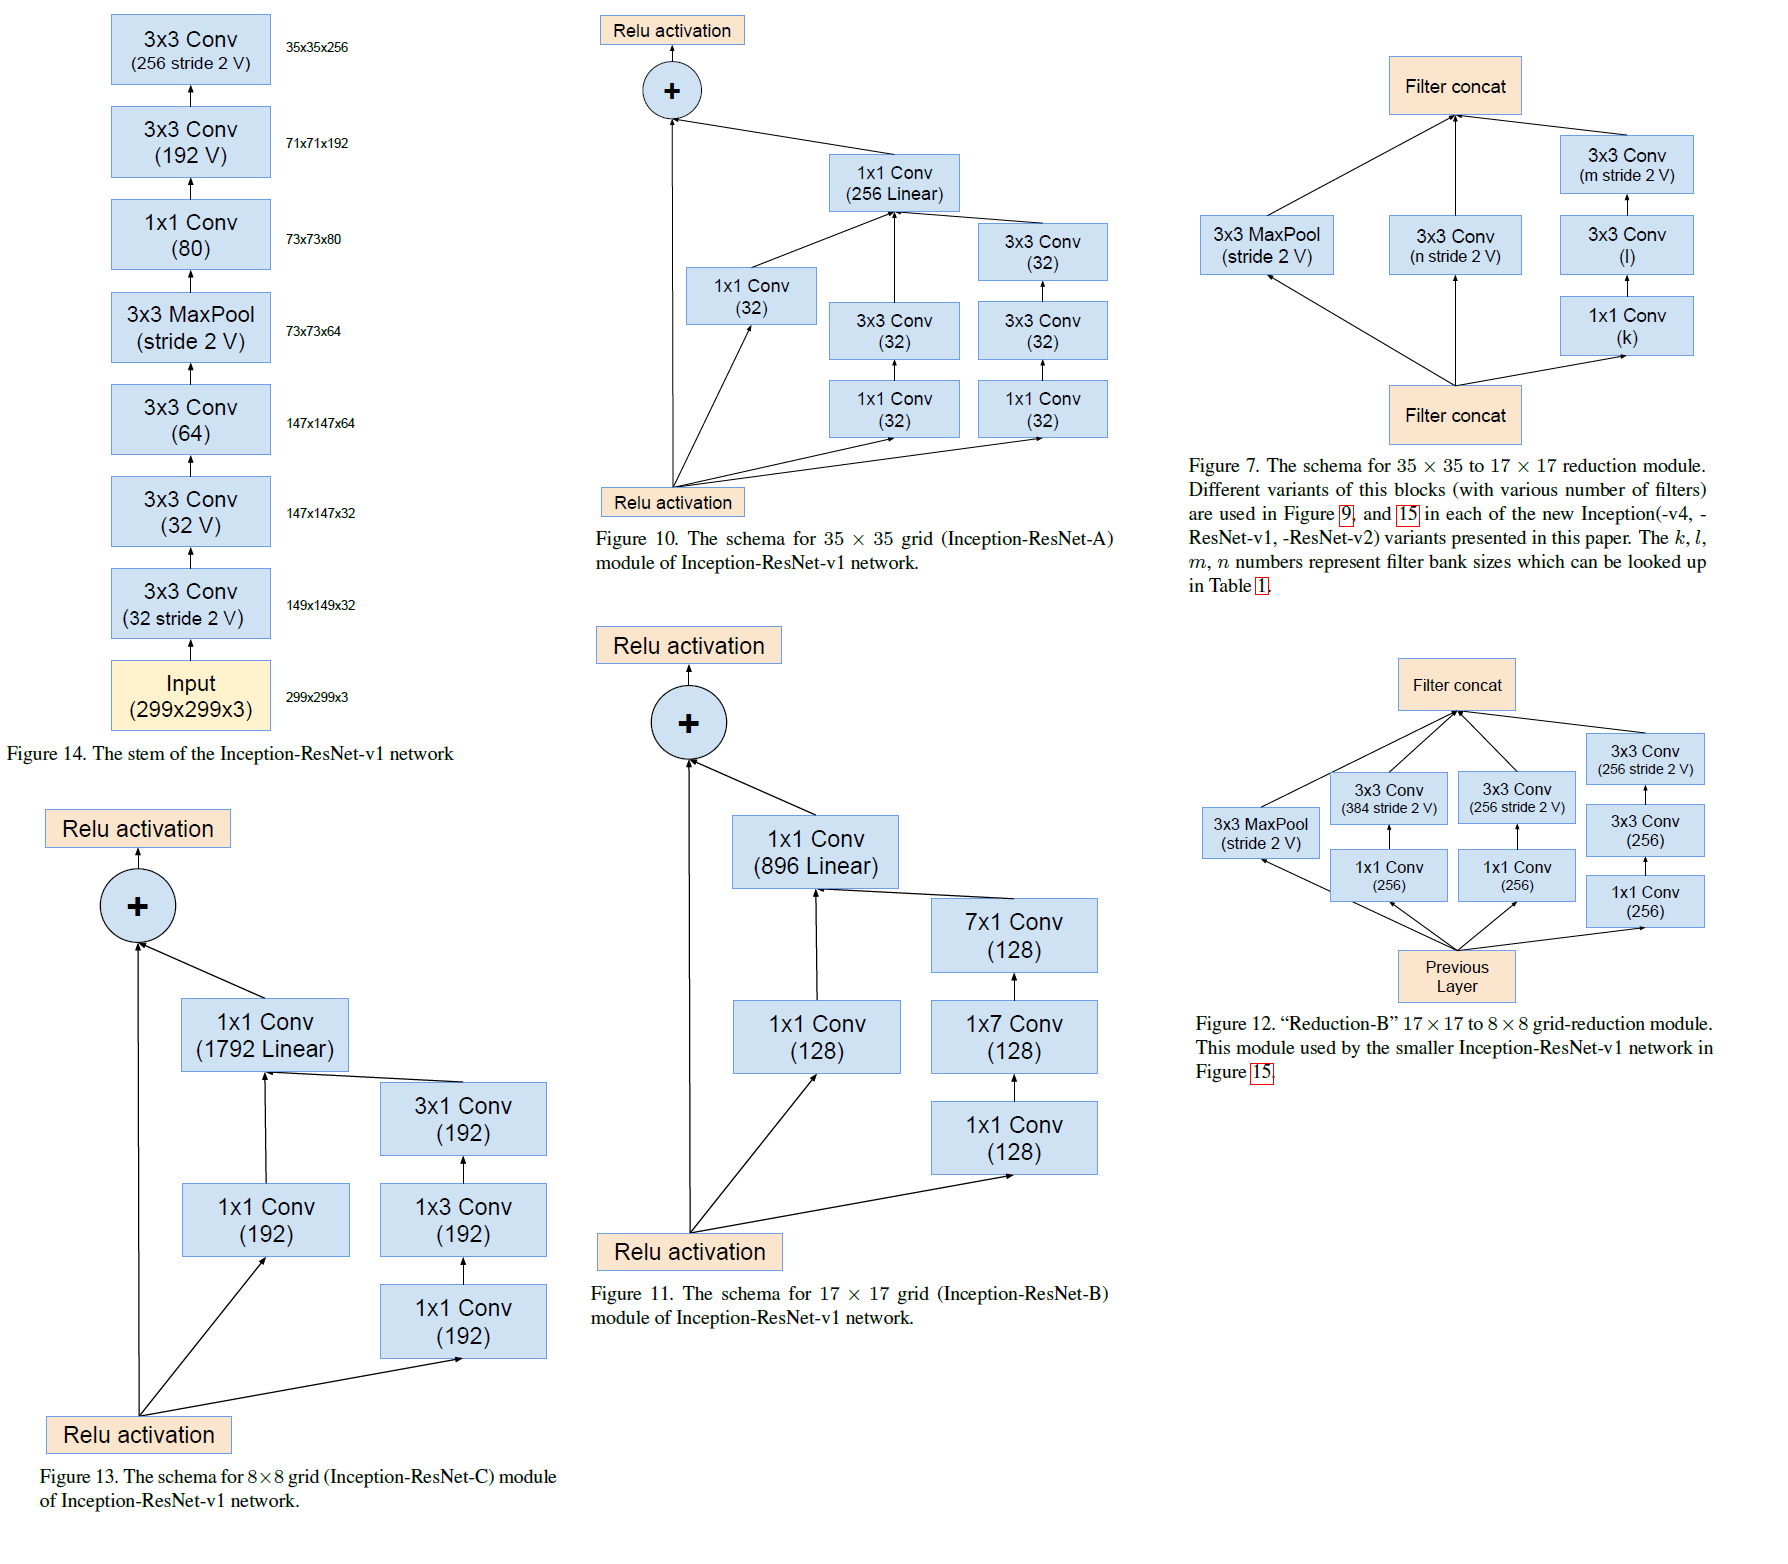 3x3 Conv
(256 stride 2 V)
35x35x256
3x3 Conv
(192 V)
71x71x192
1x1 Conv
(80)
73x73x80
3x3 MaxPool
(stride 2 V)
73x73x64
3x3 Conv
(64)
147x147x64
3x3 Conv
(32 V)
147x147x32
3x3 Conv
(32 stride 2 V)
149x149x32
Input
(299x299x3)
299x299x3
Figure 14. The stem of the Inception-ResNet-v1 network
Relu activation
+
1x1 Conv
(1792 Linear)
3x1 Conv
(192)
1x1 Conv
(192)
1x3 Conv
(192)
1x1 Conv
(192)
Relu activation
Figure 13. The schema for 8×8 grid (Inception-ResNet-C) module
of Inception-ResNet-v1 network.
Relu activation
+
1x1 Conv
(256 Linear)
3x3 Conv
(32)
1x1 Conv
(32)
3x3 Conv
(32)
3x3 Conv
(32)
1x1 Conv
(32)
1x1 Conv
(32)
Relu activation
Figure 10. The schema for 35 × 35 grid (Inception-ResNet-A)
module of Inception-ResNet-v1 network.
Relu activation
+
1x1 Conv
(896 Linear)
7x1 Conv
(128)
1x1 Conv
(128)
1x7 Conv
(128)
1x1 Conv
(128)
Relu activation
Figure 11. The schema for 17 × 17 grid (Inception-ResNet-B)
module of Inception-ResNet-v1 network.
Filter concat
3x3 Conv
(m stride 2 V)
3x3 MaxPool
(stride 2 V)
3x3 Conv
(n stride 2 V)
3x3 Conv
(l)
1x1 Conv
(k)
Filter concat
Figure 7. The schema for 35 × 35 to 17 × 17 reduction module.
Different variants of this blocks (with various number of filters)
are used in Figure 9, and 15 in each of the new Inception(-v4, -
ResNet-v1, -ResNet-v2) variants presented in this paper. The k, l,
m, n numbers represent filter bank sizes which can be looked up
in Table 1.
Filter concat
3x3 Conv
(256 stride 2 V)
3x3 MaxPool
(stride 2 V)
3x3 Conv
(384 stride 2 V)
3x3 Conv
(256 stride 2 V)
3x3 Conv
(256)
1x1 Conv
(256)
1x1 Conv
(256)
1x1 Conv
(256)
Previous
Layer
Figure 12. “Reduction-B” 17×17 to 8×8 grid-reduction module.
This module used by the smaller Inception-ResNet-v1 network in
Figure 15.